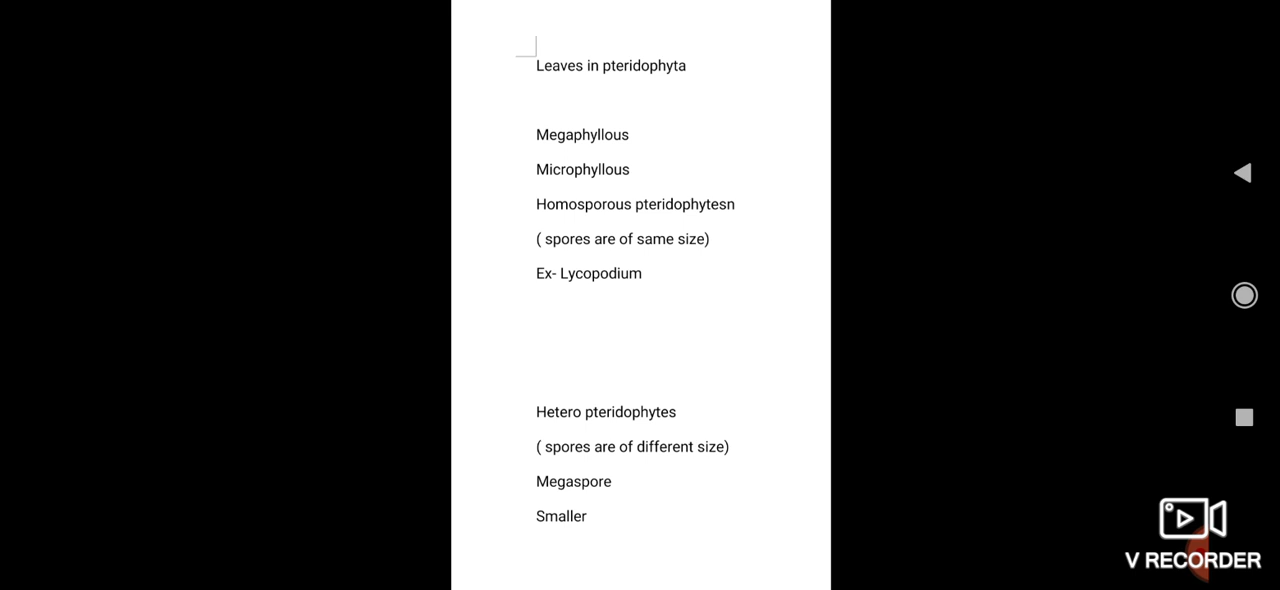 Leaves in pteridophyta
Megaphyllous
Microphyllous
Homosporous pteridophytesn
( spores are of same size)
Ex- Lycopodium
Hetero pteridophytes
( spores are of different size)
Megaspore
Smaller
V RECORDER